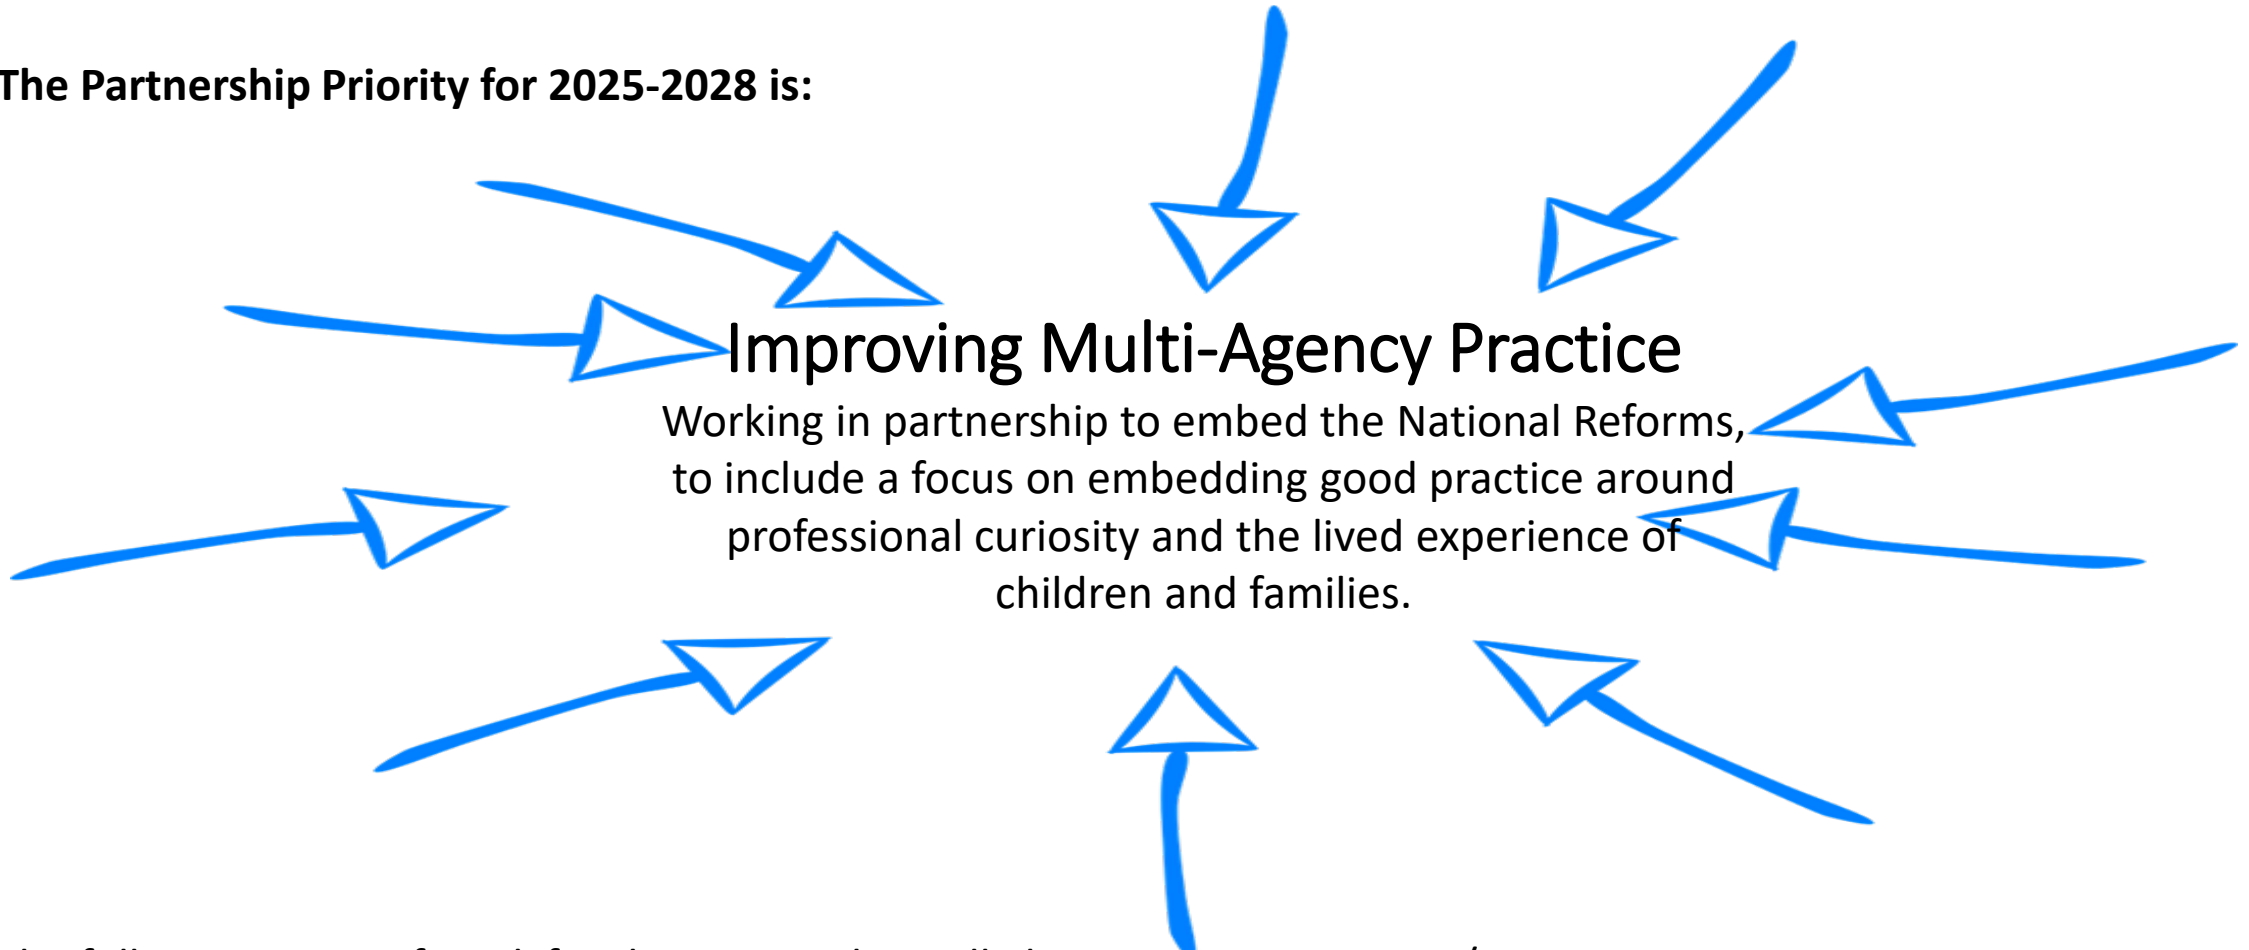 The Partnership Priority for 2025-2028 is:
Improving Multi-Agency Practice
Working in partnership to embed the National Reforms,
to include a focus on embedding good practice around
professional curiosity and the lived experience of
children and families.